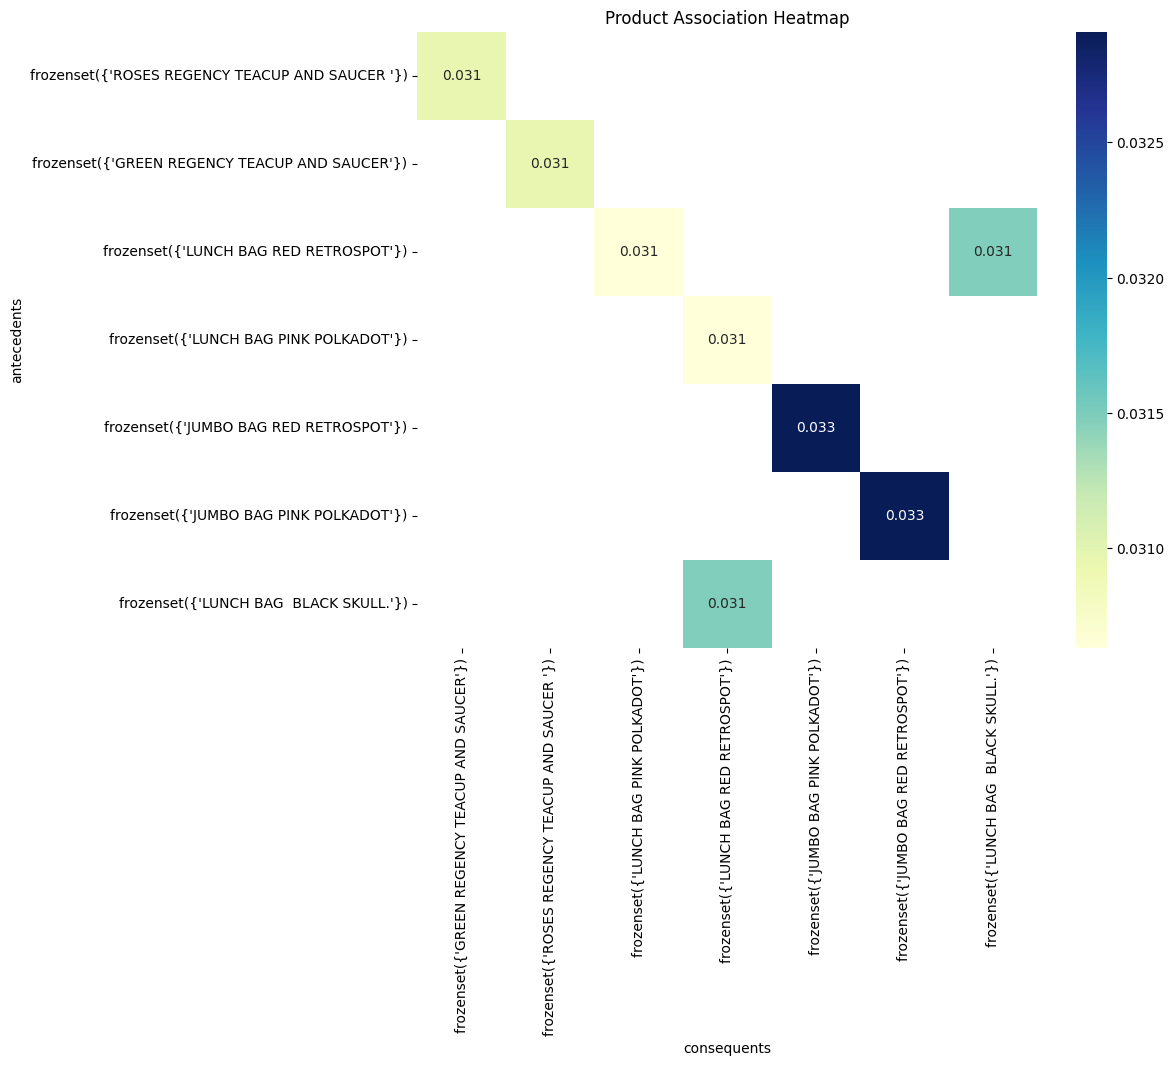 Product Association Heatmap
frozenset({'ROSES REGENCY TEACUP AND SAUCER '})
0.031
frozenset({'GREEN REGENCY TEACUP AND SAUCER'})
0.031
frozenset({'LUNCH BAG RED RETROSPOT'})
0.031
0.031
frozenset({'LUNCH BAG PINK POLKADOT'})
0.031
frozenset({'JUMBO BAG RED RETROSPOT'})
0.033
frozenset({'JUMBO BAG PINK POLKADOT'})
0.033
frozenset({'LUNCH BAG  BLACK SKULL.'})
0.031
antecedents
frozenset({'GREEN REGENCY TEACUP AND SAUCER'})
frozenset({'ROSES REGENCY TEACUP AND SAUCER '})
frozenset({'LUNCH BAG PINK POLKADOT'})
frozenset({'LUNCH BAG RED RETROSPOT'})
frozenset({'JUMBO BAG PINK POLKADOT'})
frozenset({'JUMBO BAG RED RETROSPOT'})
frozenset({'LUNCH BAG  BLACK SKULL.'})
consequents
0.0325
0.0320
0.0315
0.0310